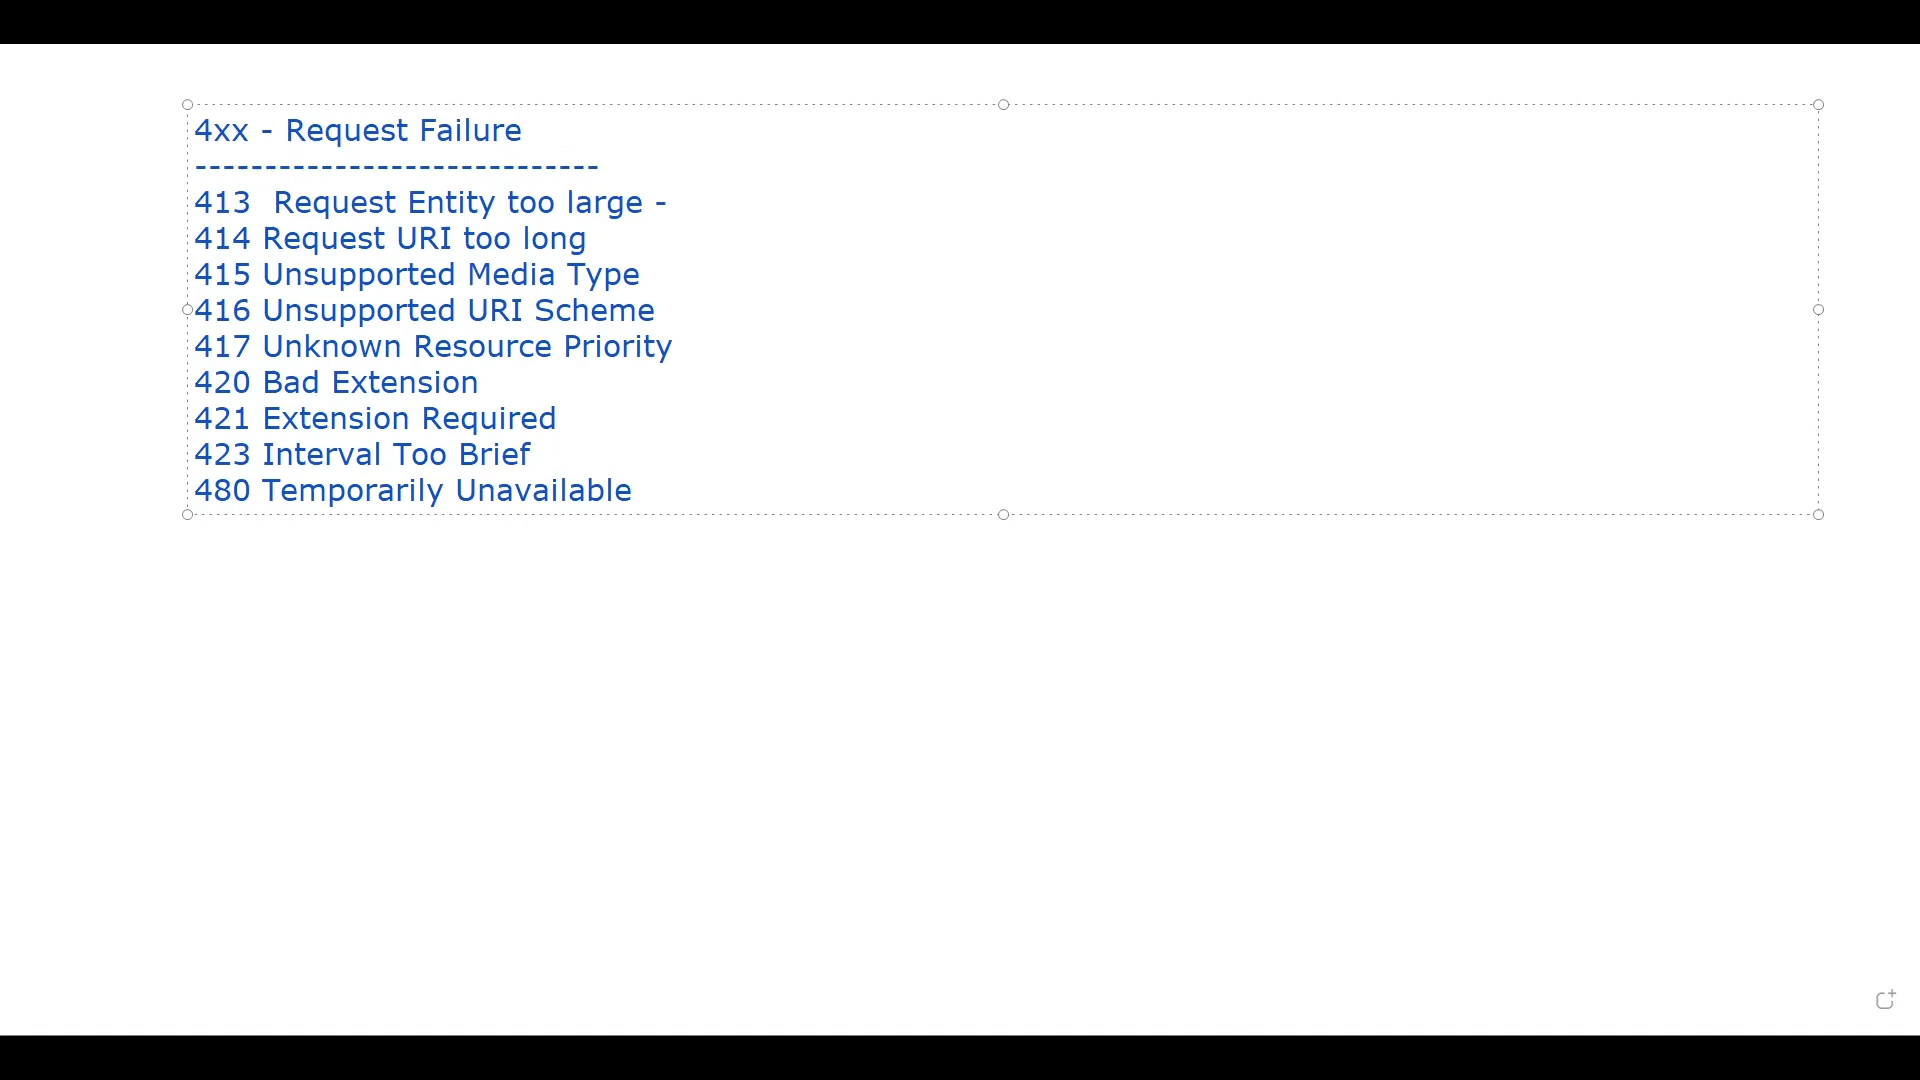 4xx - Request Failure
-----------------------------
413  Request Entity too large -
414 Request URI too long
415 Unsupported Media Type
416 Unsupported URI Scheme
417 Unknown Resource Priority
420 Bad Extension
421 Extension Required
423 Interval Too Brief
480 Temporarily Unavailable